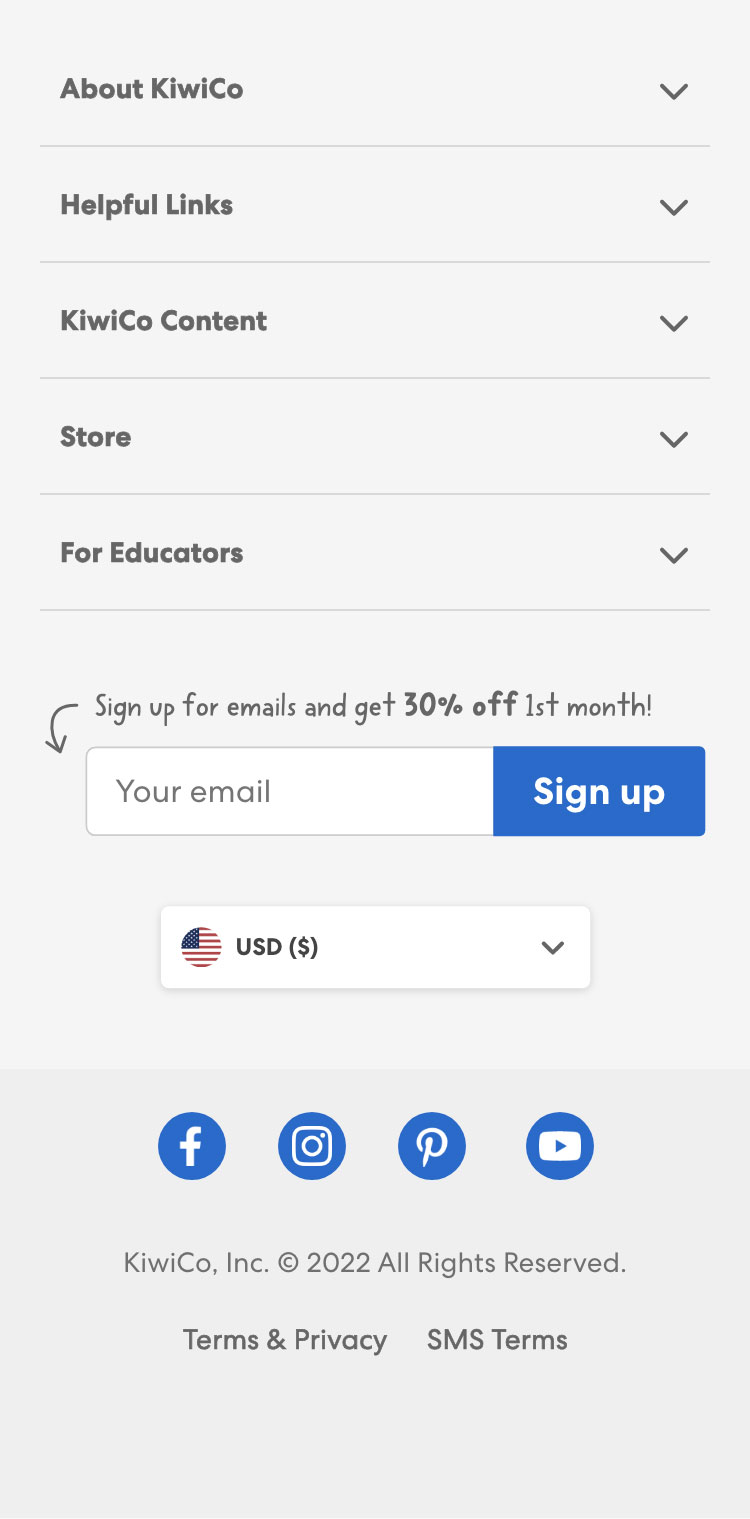 About KiwiCo
Helpful Links
KiwiCo Content
Store
For Educators
Sign up for emails and get 30% off 1st month!
Your email
Sign up
USD ($)
KiwiCo, Inc. © 2022 All Rights Reserved.
Terms & Privacy SMS Terms